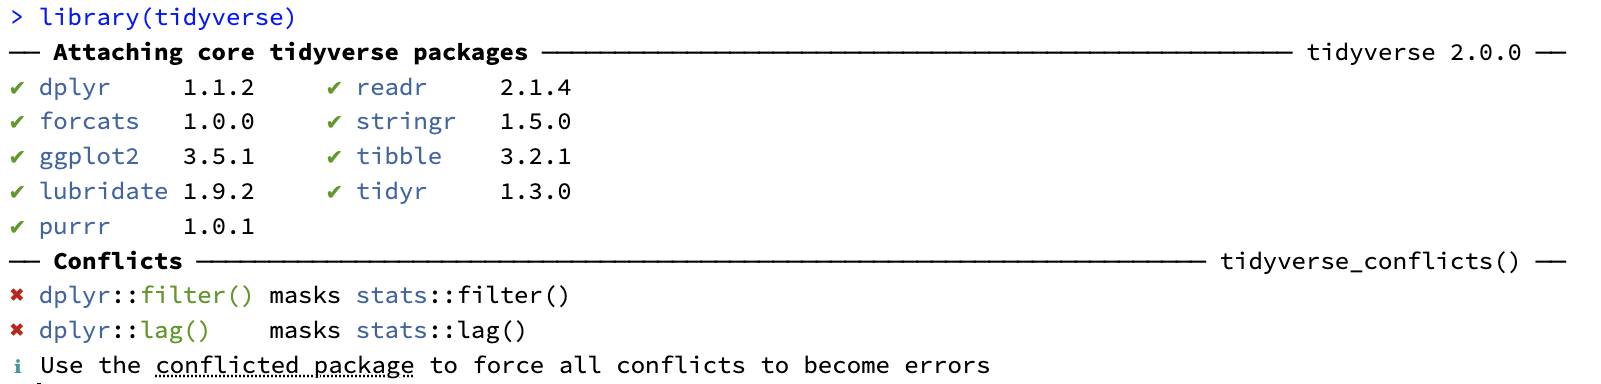 > library(tidyverse)
── Attaching core tidyverse packages ──────────────────────────────────────────────────── tidyverse 2.0.0 ──
✔ dplyr     1.1.2     ✔ readr     2.1.4
✔ forcats   1.0.0     ✔ stringr   1.5.0
✔ ggplot2   3.5.1     ✔ tibble    3.2.1
✔ lubridate 1.9.2     ✔ tidyr     1.3.0
✔ purrr     1.0.1
── Conflicts ────────────────────────────────────────────────────────────────────── tidyverse_conflicts() ──
✖ dplyr::filter() masks stats::filter()
✖ dplyr::lag()    masks stats::lag()
ℹ Use the conflicted package to force all conflicts to become errors